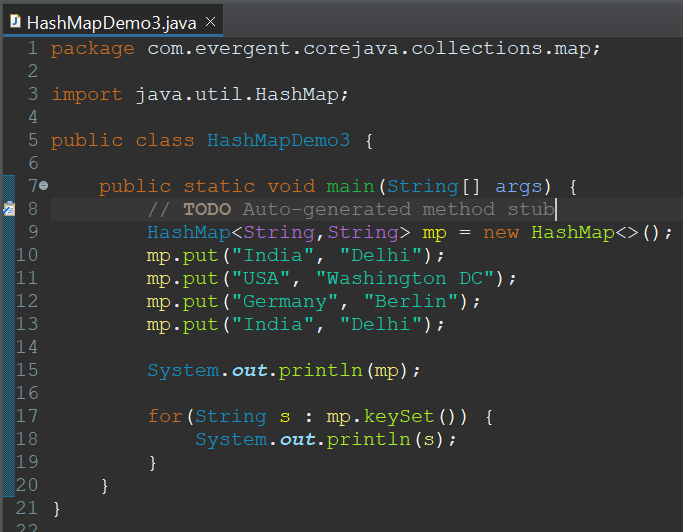 HashMapDemo3.java
1 package com.evergent.corejava.collections.map;
2
3 import java.util.HashMap;
4
5 public class HashMapDemo3 {
6
7 public static void main(String[] args) {
8 // TODO Auto-generated method stub
9 HashMap<String,String> mp = new HashMap<>();
10 mp.put("India", "Delhi");
11 mp.put("USA", "Washington DC");
12 mp.put("Germany", "Berlin");
13 mp.put("India", "Delhi");
14
15 System.out.println(mp);
16
17 for(String s : mp.keySet()) {
18 System.out.println(s);
19 }
20 }
21 }
22